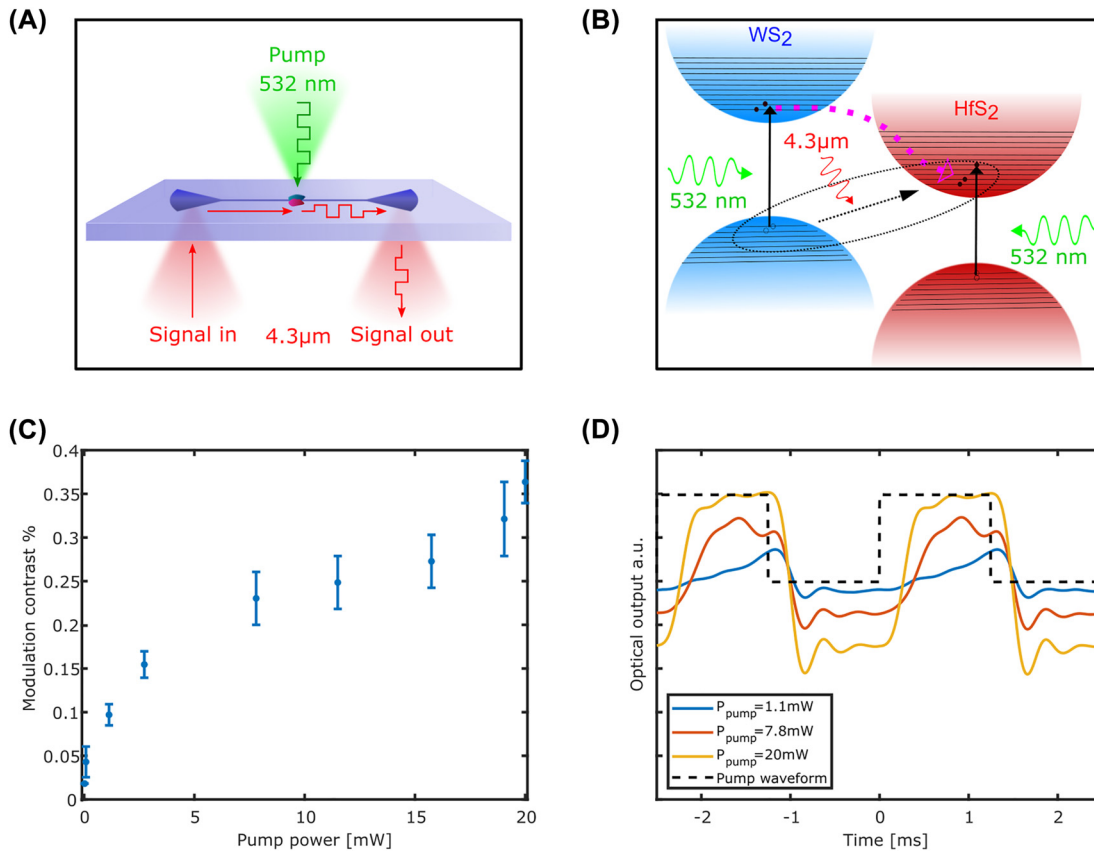 (A)
Pump
532 nm
Signal in
4.3µm
Signal out
(B)
WS2
HfS2
4.3µm
532 nm
532 nm
(C)
Modulation contrast %
0.4
0.35
0.3
0.25
0.2
0.15
0.1
0.05
0
0
5
10
15
20
Pump power [mW]
(D)
Optical output a.u.
P_pump=1.1mW
P_pump=7.8mW
P_pump=20mW
Pump waveform
-2
-1
0
1
2
Time [ms]